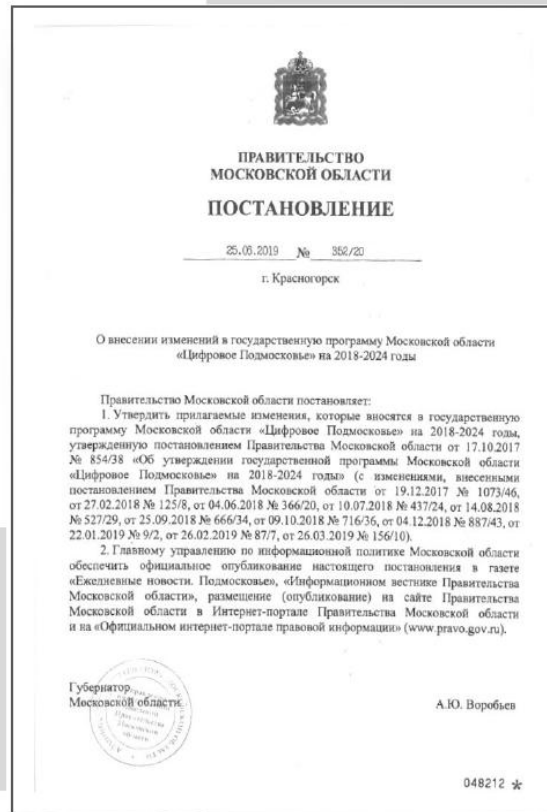 ПРАВИТЕЛЬСТВО
МОСКОВСКОЙ ОБЛАСТИ
ПОСТАНОВЛЕНИЕ
25.06.2019 № 352/20
г. Красногорск
О внесении изменений в государственную программу Московской области
«Цифровое Подмосковье» на 2018-2024 годы
Правительство Московской области постановляет:
1. Утвердить прилагаемые изменения, которые вносятся в государственную
программу Московской области «Цифровое Подмосковье» на 2018-2024 годы,
утвержденную постановлением Правительства Московской области от 17.10.2017
№ 854/38 «Об утверждении государственной программы Московской области
«Цифровое Подмосковье» на 2018-2024 годы» (с изменениями, внесенными
постановлением Правительства Московской области от 19.12.2017 № 1073/46,
от 27.02.2018 № 125/8, от 04.06.2018 № 366/20, от 10.07.2018 № 437/24, от 14.08.2018
№ 527/29, от 25.09.2018 № 666/34, от 09.10.2018 № 716/36, от 04.12.2018 № 887/43, от
22.01.2019 № 9/2, от 26.02.2019 № 87/7, от 26.03.2019 № 156/10).
2. Главному управлению по информационной политике Московской области
обеспечить официальное опубликование настоящего постановления в газете
«Ежедневные новости. Подмосковье», «Информационном вестнике Правительства
Московской области», размещение (опубликование) на сайте Правительства
Московской области в Интернет-портале Правительства Московской области
и на «Официальном интернет-портале правовой информации» (www.pravo.gov.ru).
Губернатор
Московской области
А.Ю. Воробьев
048212 *